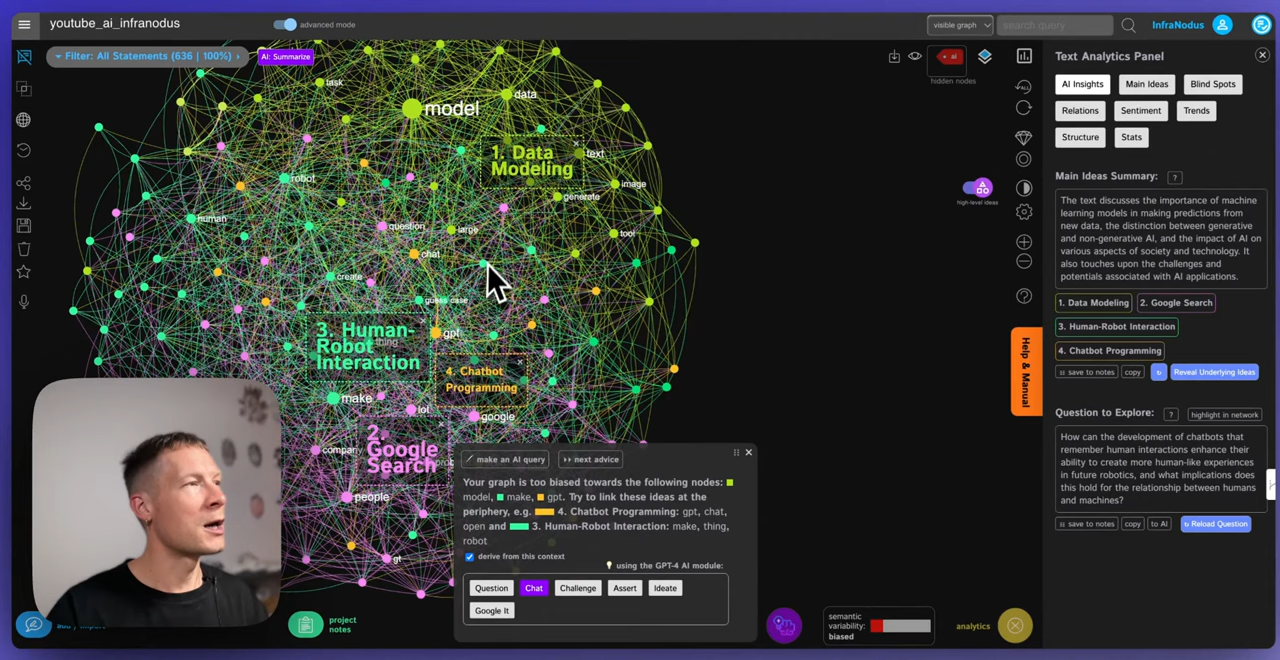 youtube_ai_infranodus
advanced mode
visible graph
search query
InfraNodus
Filter: All Statements (636 | 100%)
AI: Summarize
ai
hidden nodes
high-level ideas
task
data
model
text
1. Data
Modeling
image
generate
robot
human
question
large
tool
chat
create
guess case
gpt
3. Human-
Robot
Interaction
thing
4. Chatbot
Programming
make
lol
google
2.
Google
Search
company
people
gt
Help & Manual
make an AI query
next advice
Your graph is too biased towards the following nodes:
model, make, gpt. Try to link these ideas at the
periphery, e.g. 4. Chatbot Programming: gpt, chat,
open and 3. Human-Robot Interaction: make, thing,
robot
derive from this context
using the GPT-4 AI module:
Question
Chat
Challenge
Assert
Ideate
Google It
project
notes
semantic
variability:
biased
analytics
Text Analytics Panel
AI Insights
Main Ideas
Blind Spots
Relations
Sentiment
Trends
Structure
Stats
Main Ideas Summary:
?
The text discusses the importance of machine
learning models in making predictions from
new data, the distinction between generative
and non-generative AI, and the impact of AI on
various aspects of society and technology. It
also touches upon the challenges and
potentials associated with AI applications.
1. Data Modeling
2. Google Search
3. Human-Robot Interaction
4. Chatbot Programming
save to notes
copy
Reveal Underlying Ideas
Question to Explore:
?
highlight in network
How can the development of chatbots that
remember human interactions enhance their
ability to create more human-like experiences
in future robotics, and what implications does
this hold for the relationship between humans
and machines?
save to notes
copy
to AI
Reload Question